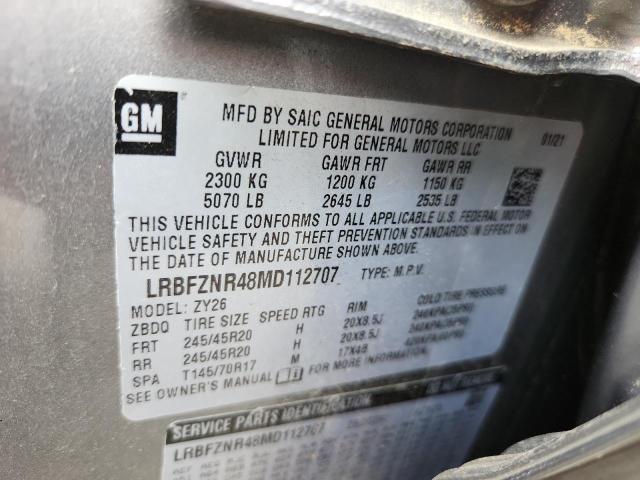 GM
MFD BY SAIC GENERAL MOTORS CORPORATION
LIMITED FOR GENERAL MOTORS LLC
01/21
GVWR GAWR FRT GAWR RR
2300 KG 1200 KG 1150 KG
5070 LB 2645 LB 2535 LB
THIS VEHICLE CONFORMS TO ALL APPLICABLE U.S. FEDERAL MOTOR
VEHICLE SAFETY AND THEFT PREVENTION STANDARDS IN EFFECT ON
THE DATE OF MANUFACTURE SHOWN ABOVE.
LRBFZNR48MD112707 TYPE: M.P.V.
MODEL: ZY26
ZBDQ TIRE SIZE SPEED RTG RIM COLD TIRE PRESSURE
FRT 245/45R20 H 20X8.5J
RR 245/45R20 H 20X8.5J
SPA T145/70R17 M 17X4B
SEE OWNER'S MANUAL FOR MORE INFORMATION.
SERVICE PARTS IDENTIFICATION
LRBFZNR48MD112707